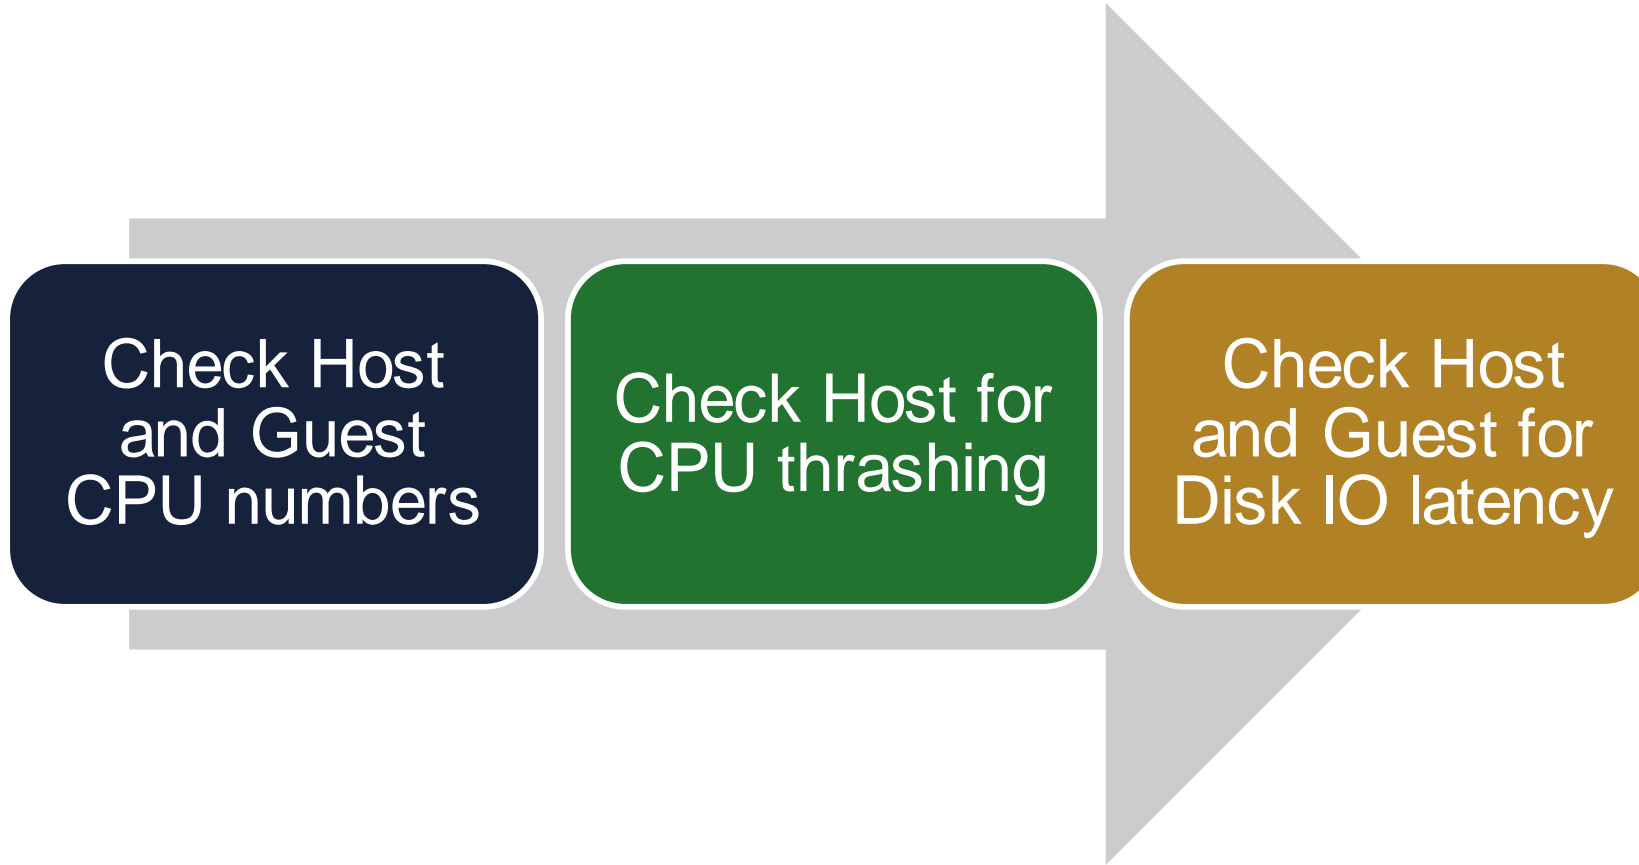 Check Host
and Guest
CPU numbers
Check Host for
CPU thrashing
Check Host
and Guest for
Disk IO latency